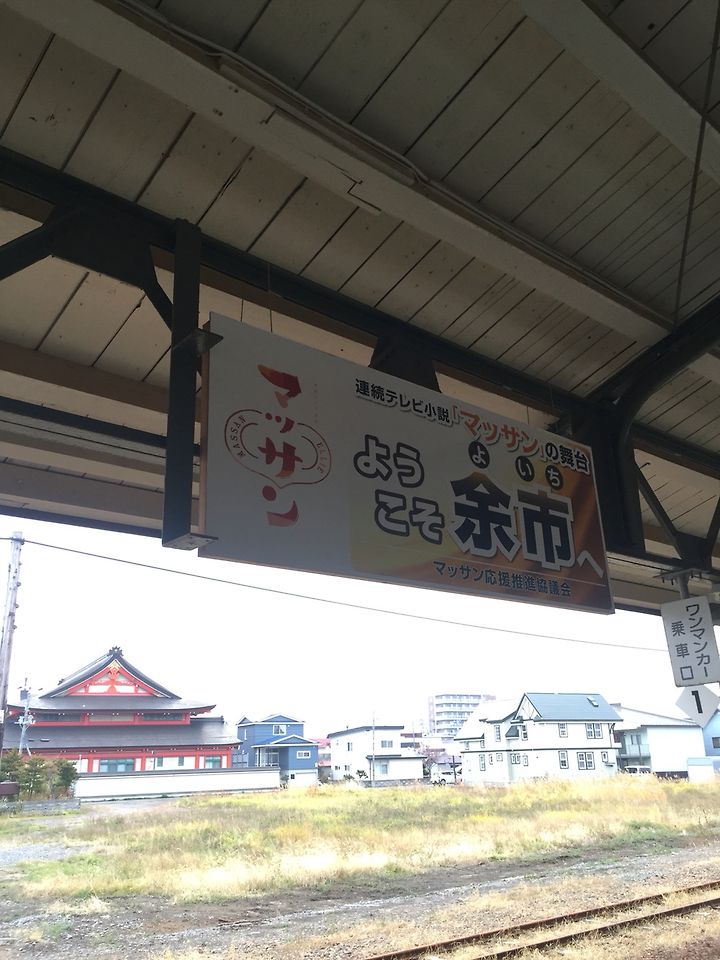 マッサン
MASSAN
ELLIE
連続テレビ小説「マッサン」の舞台
よいち
ようこそ余市へ
マッサン応援推進協議会
ワンマンカー
乗車口
1